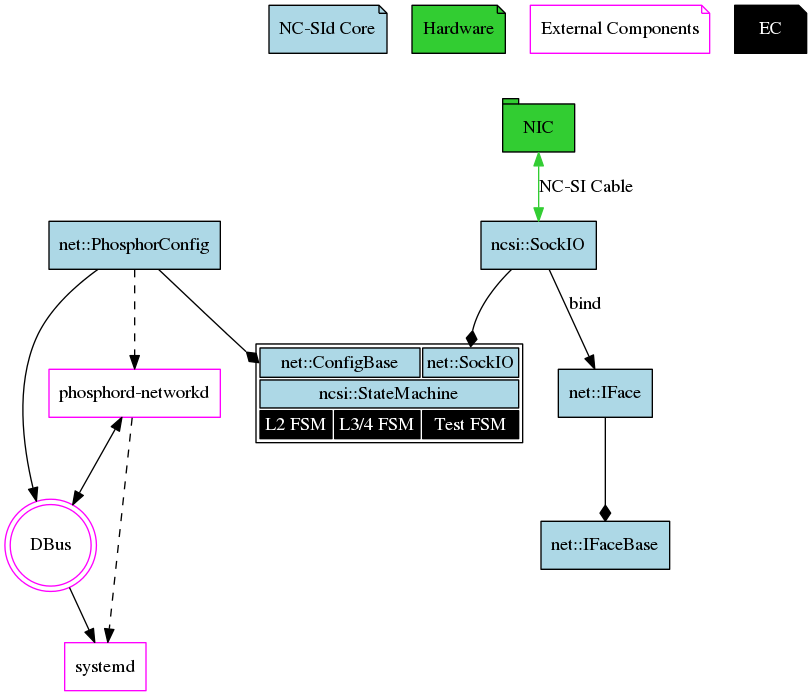 NC-SId Core
Hardware
External Components
EC
NIC
NC-SI Cable
net::PhosphorConfig
ncsi::SockIO
bind
net::ConfigBase
net::SockIO
ncsi::StateMachine
L2 FSM
L3/4 FSM
Test FSM
phosphord-networkd
net::IFace
DBus
net::IFaceBase
systemd